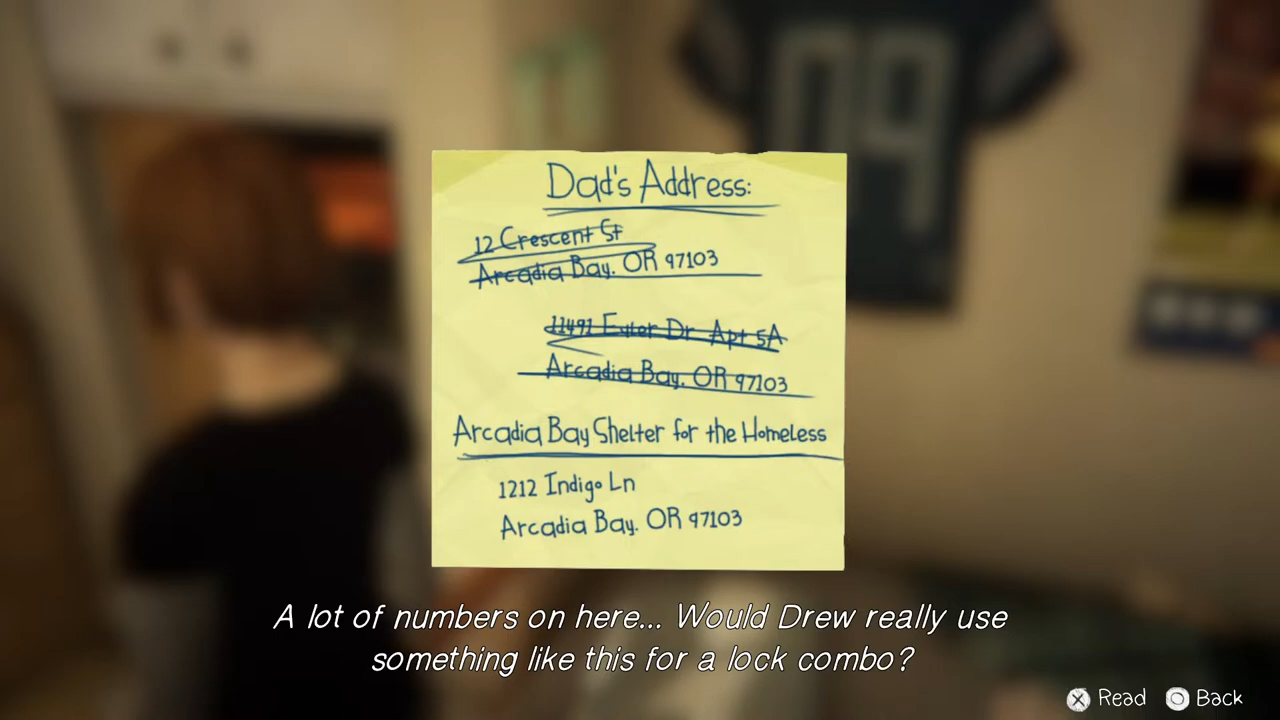 09
Dad's Address:
12 Crescent St
Arcadia Bay. OR 97103
11491 Eyler Dr. Apt 5A
Arcadia Bay. OR 97103
Arcadia Bay Shelter for the Homeless
1212 Indigo Ln
Arcadia Bay. OR 97103
A lot of numbers on here... Would Drew really use
something like this for a lock combo?
Read Back